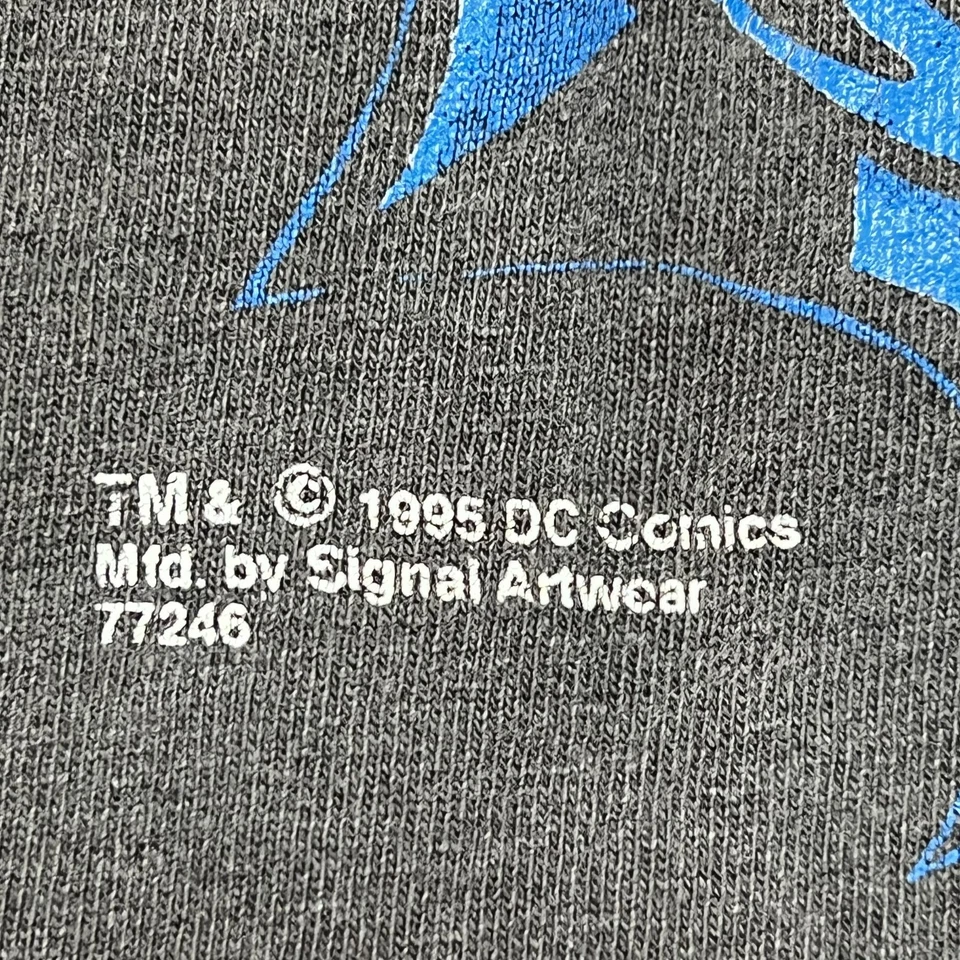 TM & © 1995 DC Comics
Mfd. by Signal Artwear
77246